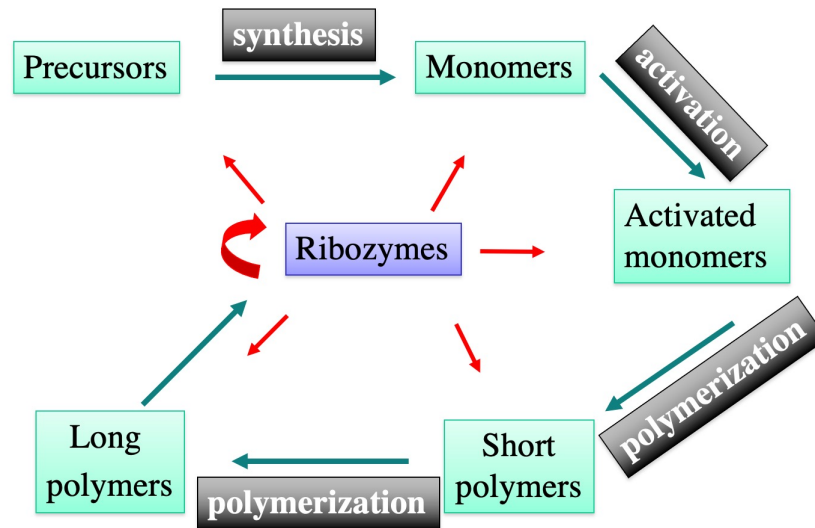 synthesis
Precursors
Monomers
activation
Activated
monomers
Ribozymes
polymerization
Short
polymers
polymerization
Long
polymers